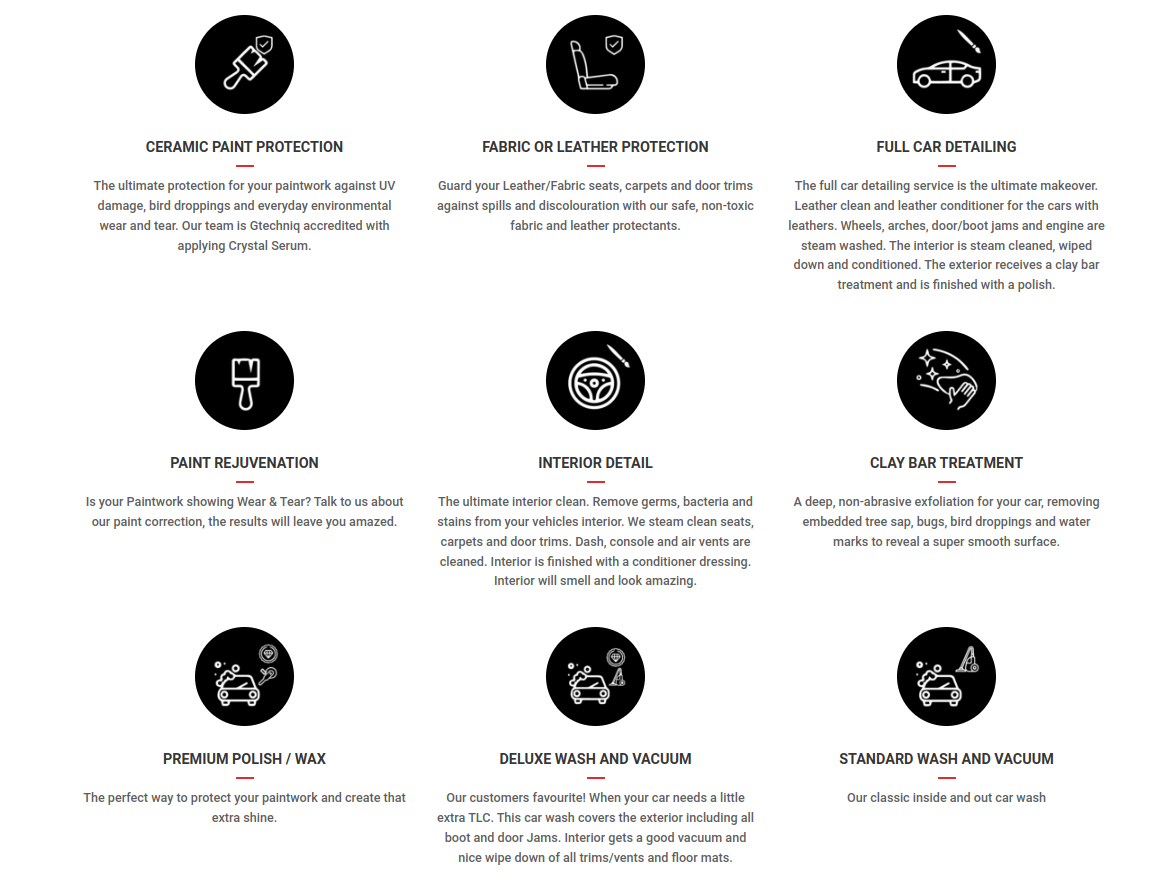 CERAMIC PAINT PROTECTION
The ultimate protection for your paintwork against UV
damage, bird droppings and everyday environmental
wear and tear. Our team is Gtechniq accredited with
applying Crystal Serum.
FABRIC OR LEATHER PROTECTION
Guard your Leather/Fabric seats, carpets and door trims
against spills and discolouration with our safe, non-toxic
fabric and leather protectants.
FULL CAR DETAILING
The full car detailing service is the ultimate makeover.
Leather clean and leather conditioner for the cars with
leathers. Wheels, arches, door/boot jams and engine are
steam washed. The interior is steam cleaned, wiped
down and conditioned. The exterior receives a clay bar
treatment and is finished with a polish.
PAINT REJUVENATION
Is your Paintwork showing Wear & Tear? Talk to us about
our paint correction, the results will leave you amazed.
INTERIOR DETAIL
The ultimate interior clean. Remove germs, bacteria and
stains from your vehicles interior. We steam clean seats,
carpets and door trims. Dash, console and air vents are
cleaned. Interior is finished with a conditioner dressing.
Interior will smell and look amazing.
CLAY BAR TREATMENT
A deep, non-abrasive exfoliation for your car, removing
embedded tree sap, bugs, bird droppings and water
marks to reveal a super smooth surface.
PREMIUM POLISH / WAX
The perfect way to protect your paintwork and create that
extra shine.
DELUXE WASH AND VACUUM
Our customers favourite! When your car needs a little
extra TLC. This car wash covers the exterior including all
boot and door Jams. Interior gets a good vacuum and
nice wipe down of all trims/vents and floor mats.
STANDARD WASH AND VACUUM
Our classic inside and out car wash